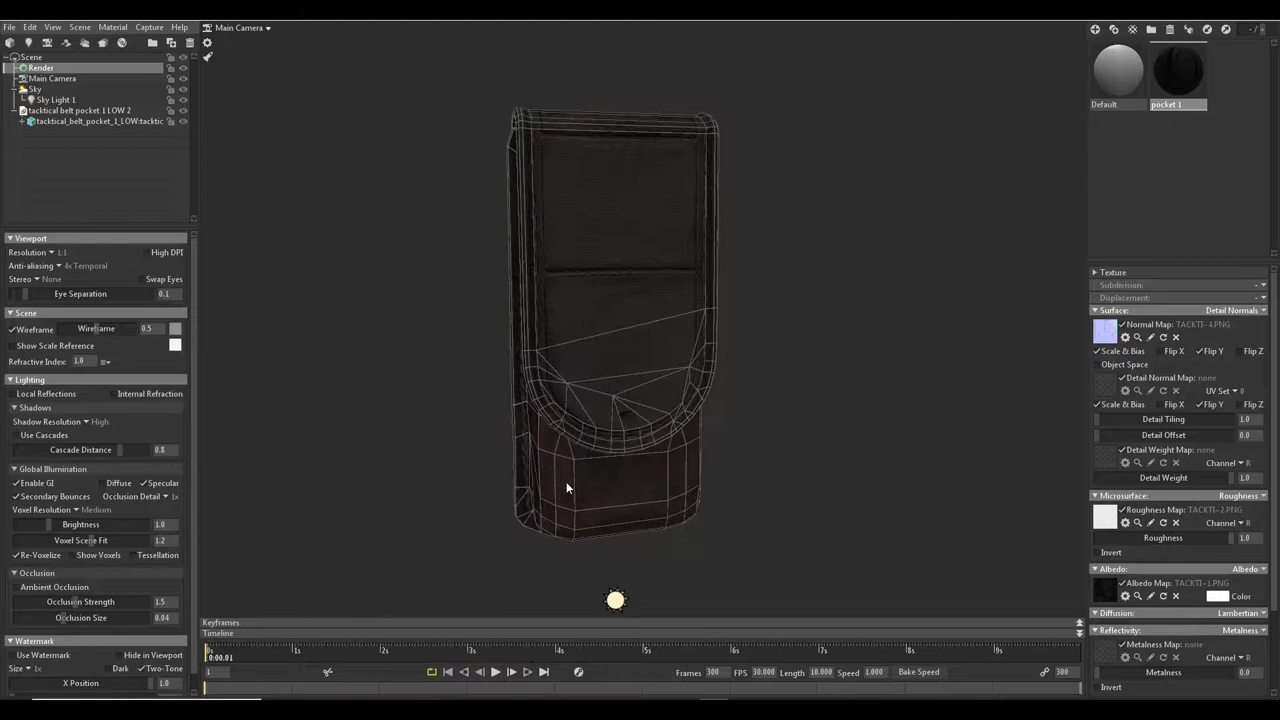 File Edit View Scene Material Capture Help
Main Camera
Scene
Render
Main Camera
Sky
Sky Light 1
tacktical belt pocket 1 LOW 2
tacktical_belt_pocket_1_LOW:tacktic
Viewport
Resolution 1:1 High DPI
Anti-aliasing 4x Temporal
Stereo None Swap Eyes
Eye Separation 0.1
Scene
Wireframe Wireframe 0.5
Show Scale Reference
Refractive Index: 1.0
Lighting
Local Reflections Internal Refraction
Shadows
Shadow Resolution High
Use Cascades
Cascade Distance 0.8
Global Illumination
Enable GI Diffuse Specular
Secondary Bounces Occlusion Detail 1x
Voxel Resolution Medium
Brightness 1.0
Voxel Scene Fit 1.2
Re-Voxelize Show Voxels Tessellation
Occlusion
Ambient Occlusion
Occlusion Strength 1.5
Occlusion Size 0.04
Watermark
Use Watermark Hide in Viewport
Size 1x Dark Two-Tone
X Position 1.0
Keyframes
Timeline
0s 1s 2s 3s 4s 5s 6s 7s 8s 9s
0:00.01
1 Frames 300 FPS 30.000 Length 10.000 Speed 1.000 Bake Speed 300
- /
Default pocket 1
Texture
Subdivision: -
Displacement: -
Surface: Detail Normals
Normal Map: TACKTI~4.PNG
Scale & Bias Flip X Flip Y Flip Z
Object Space
Detail Normal Map: none
UV Set 0
Scale & Bias Flip X Flip Y Flip Z
Detail Tiling 1.0
Detail Offset 0.0
Detail Weight Map: none
Channel R
Detail Weight 1.0
Microsurface: Roughness
Roughness Map: TACKTI~2.PNG
Channel R
Roughness 1.0
Invert
Albedo: Albedo
Albedo Map: TACKTI~1.PNG
Color
Diffusion: Lambertian
Reflectivity: Metalness
Metalness Map: none
Channel R
Metalness 0.0
Invert